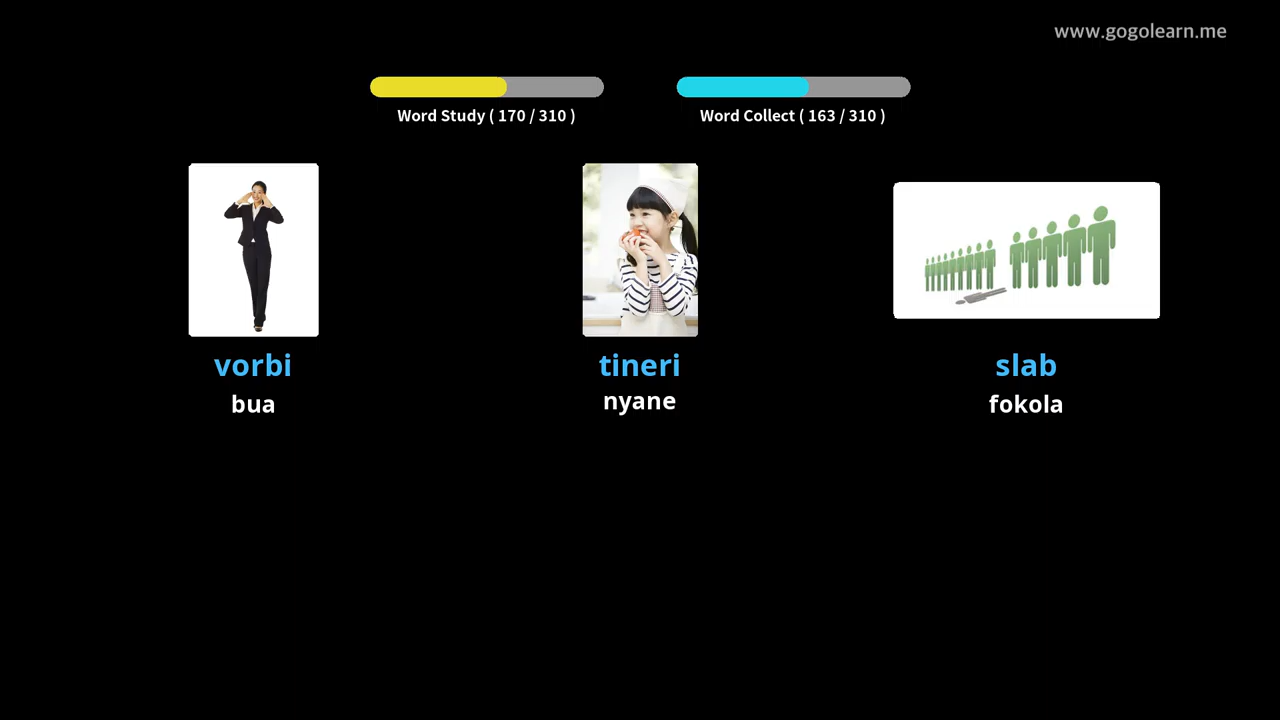 www.gogolearn.me
Word Study ( 170 / 310 )
Word Collect ( 163 / 310 )
vorbi
tineri
slab
bua
nyane
fokola